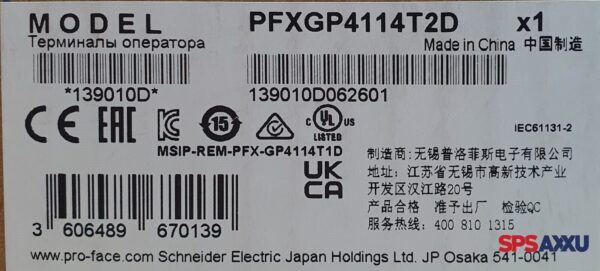 MODEL PFXGP4114T2D x1
Терминалы оператора Made in China 中国制造
*139010D* 139010D062601
CE EAC 15 UL LISTED IEC61131-2
MSIP-REM-PFX-GP4114T1D
UKCA
制造商:无锡普洛菲斯电子有限公司
地址:江苏省无锡市高新技术产业
开发区汉江路20号
产品合格 准予出厂 检验QC
服务热线: 400 810 1315
3 606489 670139
SPSAXXU
www.pro-face.com Schneider Electric Japan Holdings Ltd. JP Osaka 541-0041